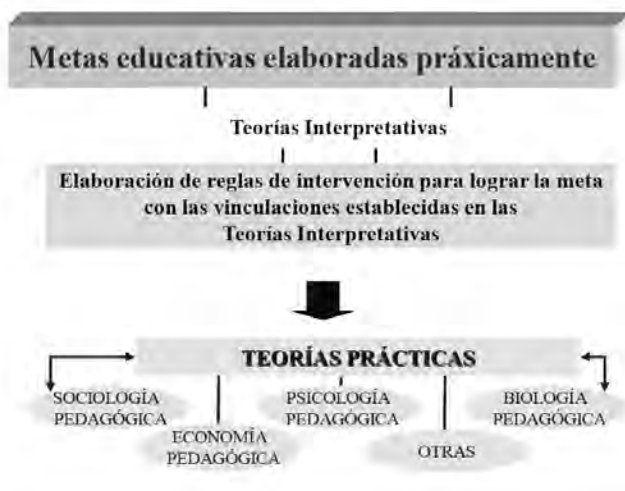 Metas educativas elaboradas práxicamente
Teorías Interpretativas
Elaboración de reglas de intervención para lograr la meta
con las vinculaciones establecidas en las
Teorías Interpretativas
TEORÍAS PRÁCTICAS
SOCIOLOGÍA
PEDAGÓGICA
ECONOMÍA
PEDAGÓGICA
PSICOLOGÍA
PEDAGÓGICA
OTRAS
BIOLOGÍA
PEDAGÓGICA